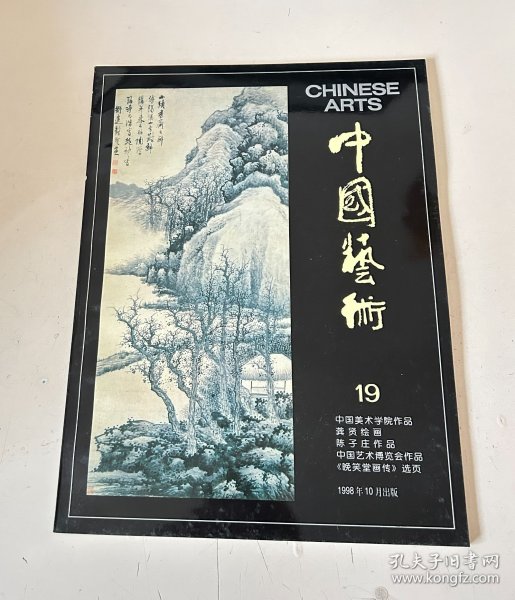 CHINESE
ARTS
中國藝術
19
中国美术学院作品
龚贤绘画
陈子庄作品
中国艺术博览会作品
《晚笑堂画传》选页
1998年10月出版
孔夫子旧书网
www.kongfz.com